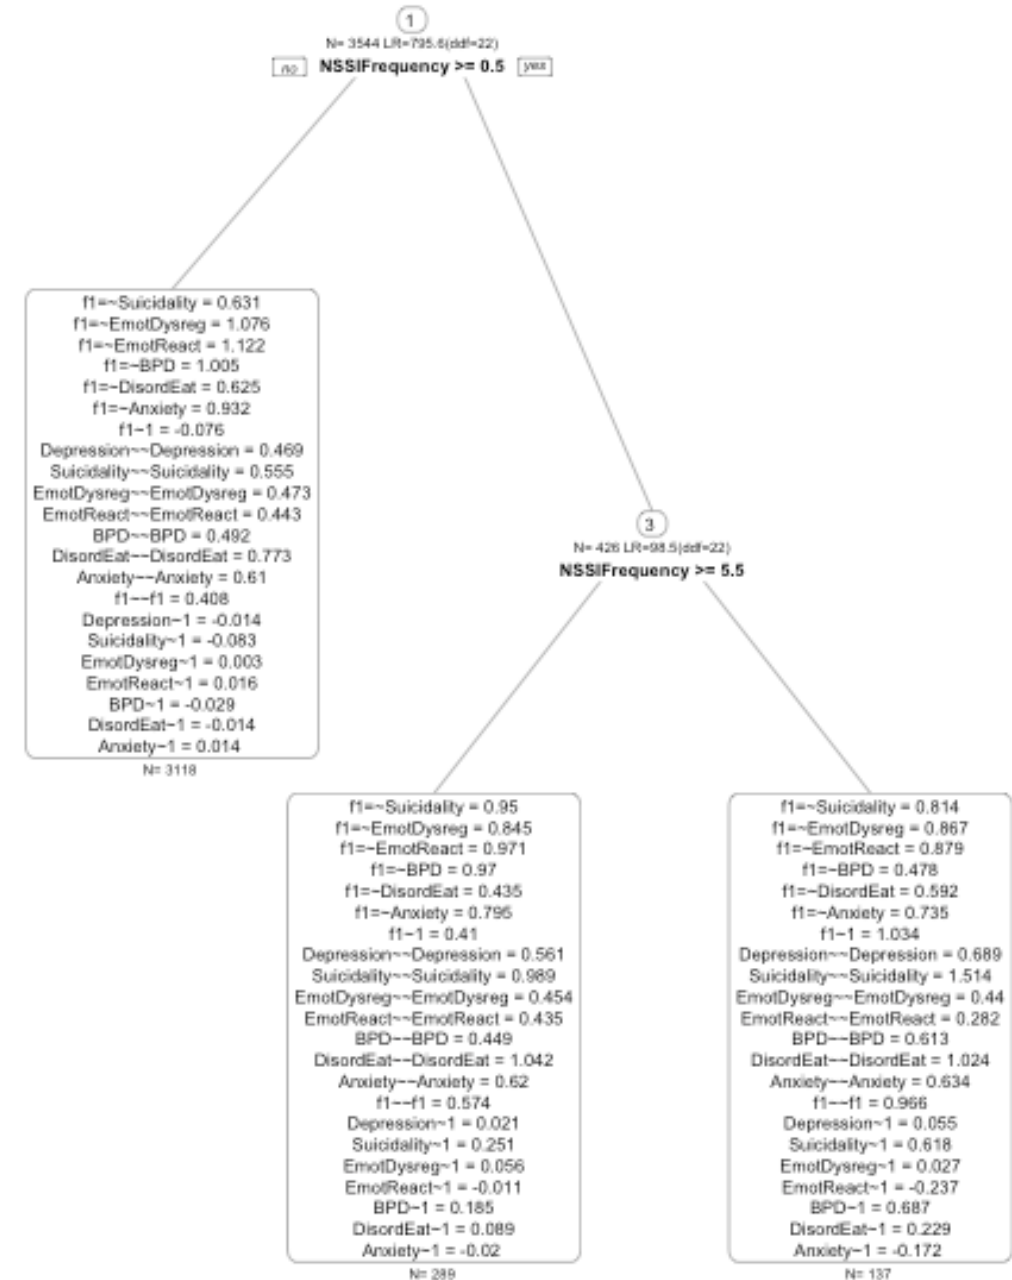 1
N= 3544 LR=795.6(ddf=22)
no NSSIFrequency >= 0.5 yes
f1=~Suicidality = 0.631
f1=~EmotDysreg = 1.076
f1=~EmotReact = 1.122
f1=~BPD = 1.005
f1=~DisordEat = 0.625
f1=~Anxiety = 0.932
f1~1 = -0.076
Depression~~Depression = 0.469
Suicidality~~Suicidality = 0.555
EmotDysreg~~EmotDysreg = 0.473
EmotReact~~EmotReact = 0.443
BPD~~BPD = 0.492
DisordEat~~DisordEat = 0.773
Anxiety~~Anxiety = 0.61
f1~~f1 = 0.408
Depression~1 = -0.014
Suicidality~1 = -0.083
EmotDysreg~1 = 0.003
EmotReact~1 = 0.016
BPD~1 = -0.029
DisordEat~1 = -0.014
Anxiety~1 = 0.014
N= 3118
3
N= 426 LR=98.5(ddf=22)
NSSIFrequency >= 5.5
f1=~Suicidality = 0.95
f1=~EmotDysreg = 0.845
f1=~EmotReact = 0.971
f1=~BPD = 0.97
f1=~DisordEat = 0.435
f1=~Anxiety = 0.795
f1~1 = 0.41
Depression~~Depression = 0.561
Suicidality~~Suicidality = 0.989
EmotDysreg~~EmotDysreg = 0.454
EmotReact~~EmotReact = 0.435
BPD~~BPD = 0.449
DisordEat~~DisordEat = 1.042
Anxiety~~Anxiety = 0.62
f1~~f1 = 0.574
Depression~1 = 0.021
Suicidality~1 = 0.251
EmotDysreg~1 = 0.056
EmotReact~1 = -0.011
BPD~1 = 0.185
DisordEat~1 = 0.089
Anxiety~1 = -0.02
N= 289
f1=~Suicidality = 0.814
f1=~EmotDysreg = 0.867
f1=~EmotReact = 0.879
f1=~BPD = 0.478
f1=~DisordEat = 0.592
f1=~Anxiety = 0.735
f1~1 = 1.034
Depression~~Depression = 0.689
Suicidality~~Suicidality = 1.514
EmotDysreg~~EmotDysreg = 0.44
EmotReact~~EmotReact = 0.282
BPD~~BPD = 0.613
DisordEat~~DisordEat = 1.024
Anxiety~~Anxiety = 0.634
f1~~f1 = 0.966
Depression~1 = 0.055
Suicidality~1 = 0.618
EmotDysreg~1 = 0.027
EmotReact~1 = -0.237
BPD~1 = 0.687
DisordEat~1 = 0.229
Anxiety~1 = -0.172
N= 137